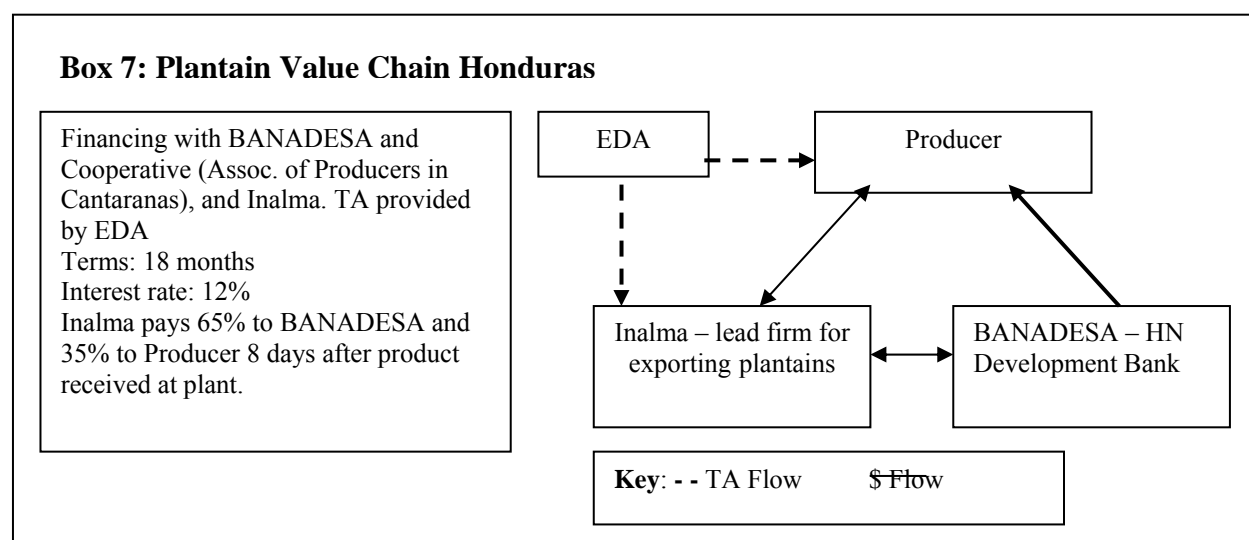 Box 7: Plantain Value Chain Honduras
Financing with BANADESA and
Cooperative (Assoc. of Producers in
Cantaranas), and Inalma. TA provided
by EDA
Terms: 18 months
Interest rate: 12%
Inalma pays 65% to BANADESA and
35% to Producer 8 days after product
received at plant.
EDA
Producer
Inalma – lead firm for
exporting plantains
BANADESA – HN
Development Bank
Key: - - TA Flow $ Flow